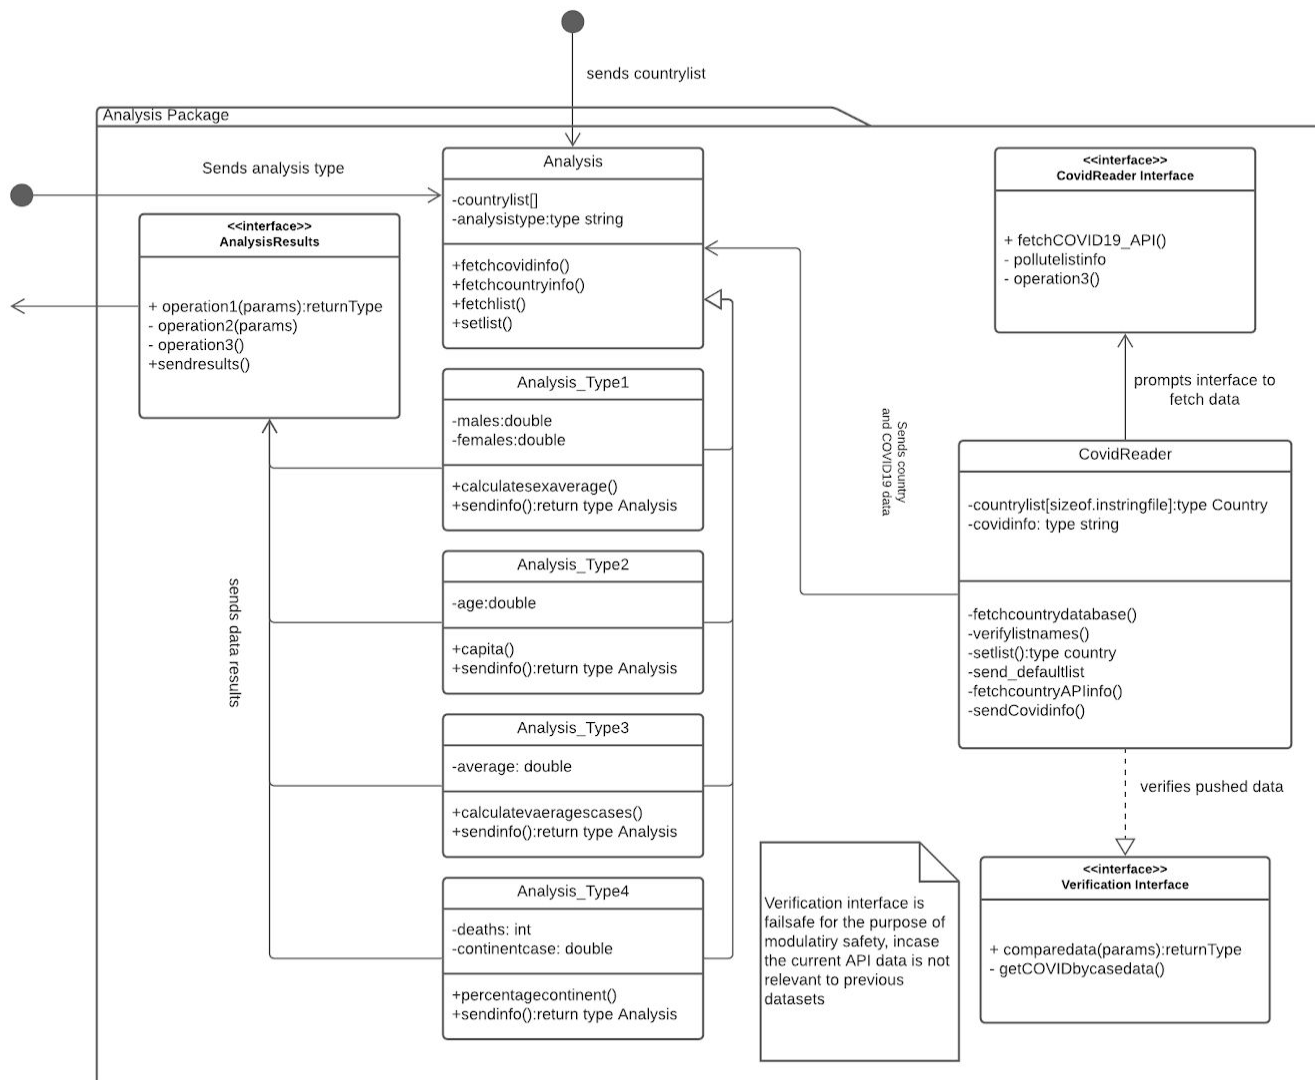 sends countrylist
Analysis Package
Sends analysis type
<<interface>>
AnalysisResults
+ operation1(params):returnType
- operation2(params)
- operation3()
+sendresults()
Analysis
-countrylist[]
-analysistype:type string
+fetchcovidinfo()
+fetchcountryinfo()
+fetchlist()
+setlist()
<<interface>>
CovidReader Interface
+ fetchCOVID19_API()
- pollutelistinfo
- operation3()
prompts interface to
fetch data
Analysis_Type1
-males:double
-females:double
+calculatesexaverage()
+sendinfo():return type Analysis
Sends country
and COVID19 data
CovidReader
-countrylist[sizeof.instringfile]:type Country
-covidinfo: type string
-fetchcountrydatabase()
-verifylistnames()
-setlist():type country
-send_defaultlist
-fetchcountryAPIinfo()
-sendCovidinfo()
sends data results
Analysis_Type2
-age:double
+capita()
+sendinfo():return type Analysis
Analysis_Type3
-average: double
+calculatevaeragescases()
+sendinfo():return type Analysis
verifies pushed data
Analysis_Type4
-deaths: int
-continentcase: double
+percentagecontinent()
+sendinfo():return type Analysis
Verification interface is
failsafe for the purpose of
modulatiry safety, incase
the current API data is not
relevant to previous
datasets
<<interface>>
Verification Interface
+ comparedata(params):returnType
- getCOVIDbycasedata()